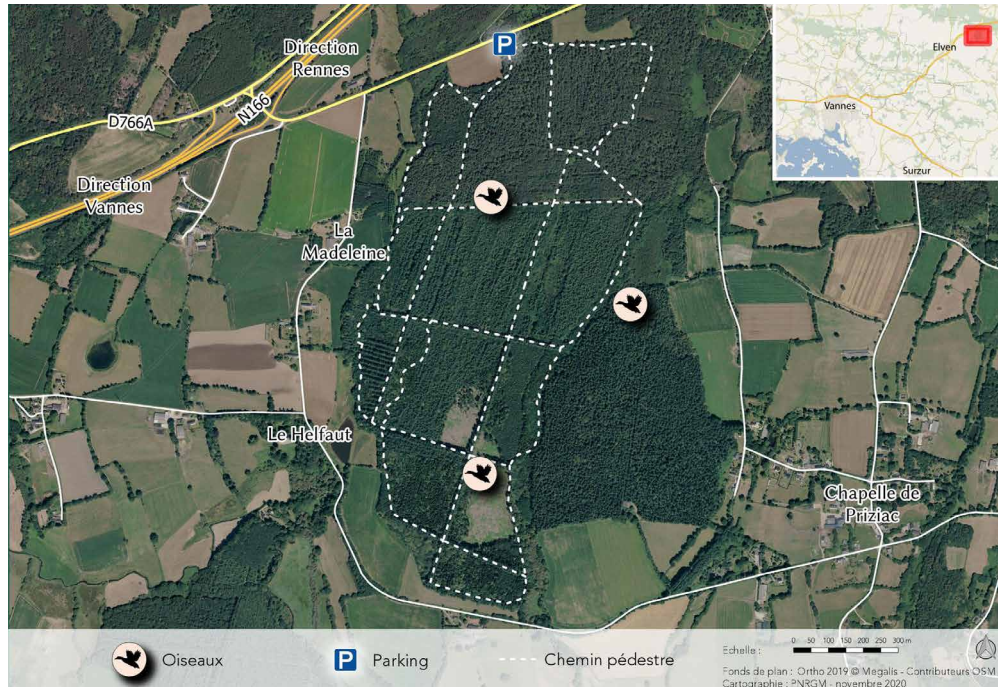 P
Direction
Rennes
Elven
D766A
N166
Vannes
Direction
Vannes
Surzur
La
Madeleine
Le Helfaut
Chapelle de
Priziac
Oiseaux
P Parking
Chemin pédestre
Echelle :
0 50 100 150 200 250 300 m
Fonds de plan : Ortho 2019 © Megalis - Contributeurs OSM
Cartographie : PNRGM - novembre 2020